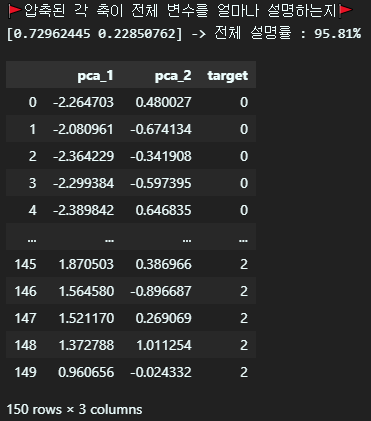 🚩압축된 각 축이 전체 변수를 얼마나 설명하는지🚩
[0.72962445 0.22850762] -> 전체 설명률 : 95.81%
pca_1 pca_2 target
0 -2.264703 0.480027 0
1 -2.080961 -0.674134 0
2 -2.364229 -0.341908 0
3 -2.299384 -0.597395 0
4 -2.389842 0.646835 0
... ... ... ...
145 1.870503 0.386966 2
146 1.564580 -0.896687 2
147 1.521170 0.269069 2
148 1.372788 1.011254 2
149 0.960656 -0.024332 2
150 rows × 3 columns